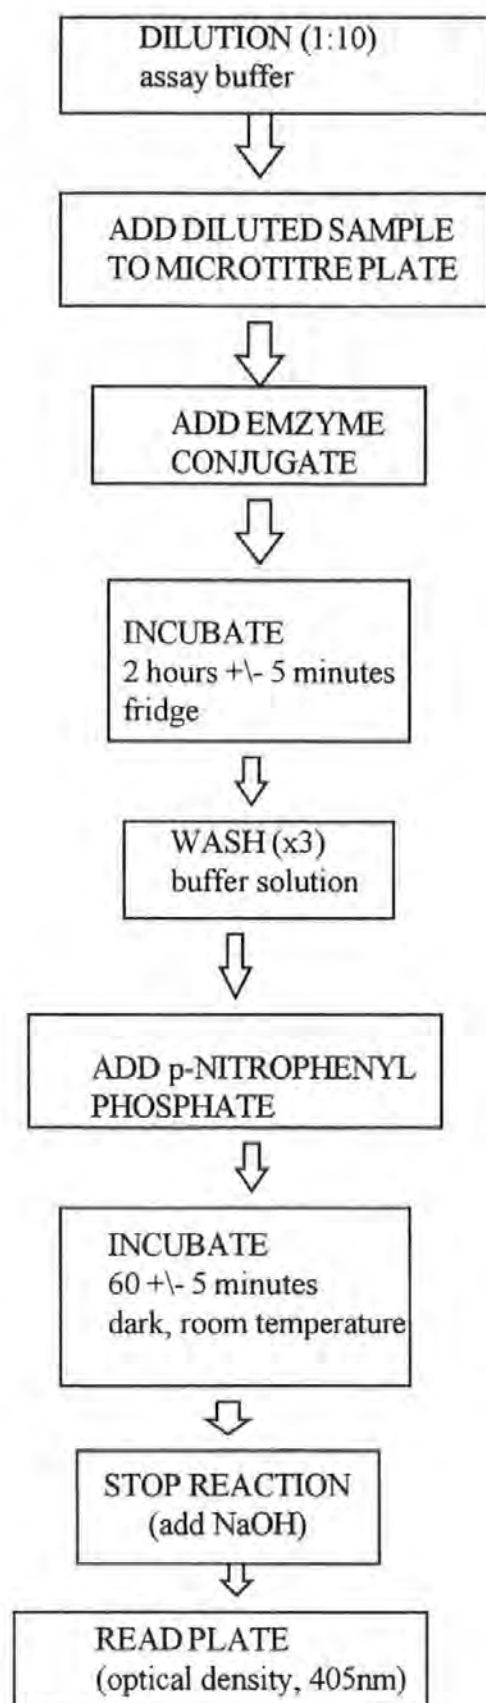 DILUTION (1:10)
assay buffer
ADD DILUTED SAMPLE
TO MICROTITRE PLATE
ADD EMZYME
CONJUGATE
INCUBATE
2 hours +\- 5 minutes
fridge
WASH (x3)
buffer solution
ADD p-NITROPHENYL
PHOSPHATE
INCUBATE
60 +\- 5 minutes
dark, room temperature
STOP REACTION
(add NaOH)
READ PLATE
(optical density, 405nm)